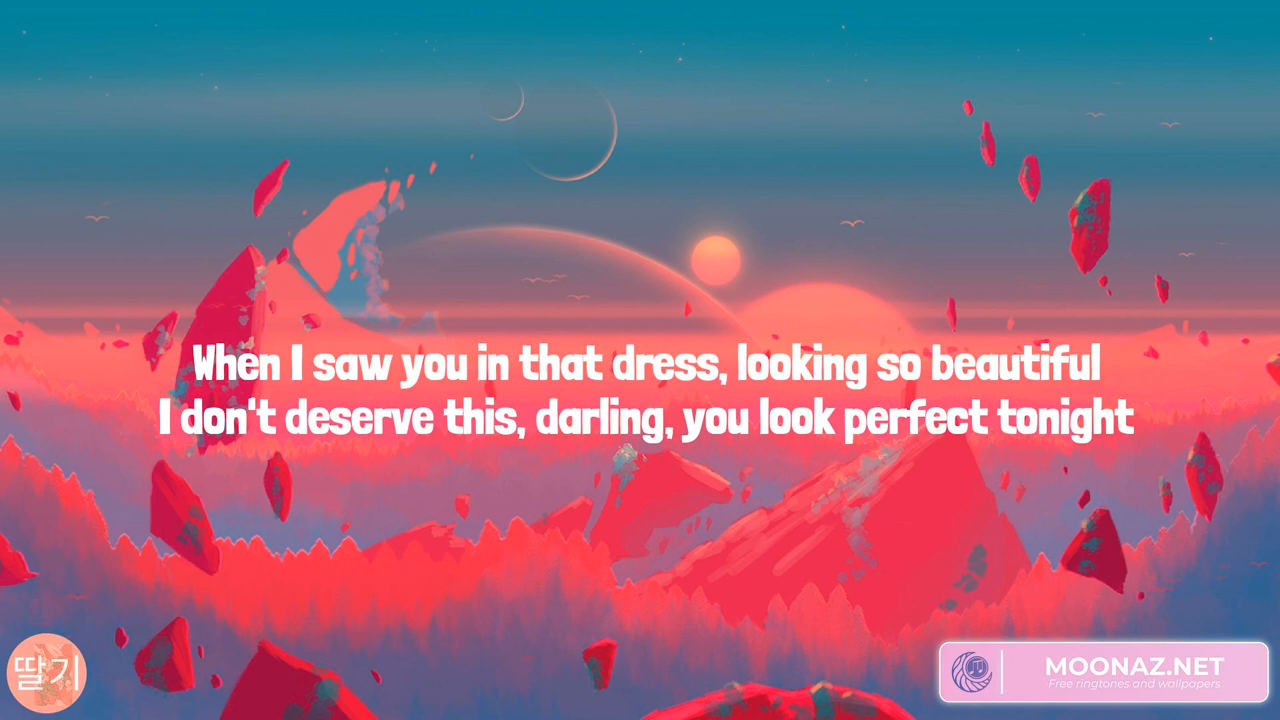 When I saw you in that dress, looking so beautiful
I don't deserve this, darling, you look perfect tonight
딸기
MOONAZ.NET
Free ringtones and wallpapers